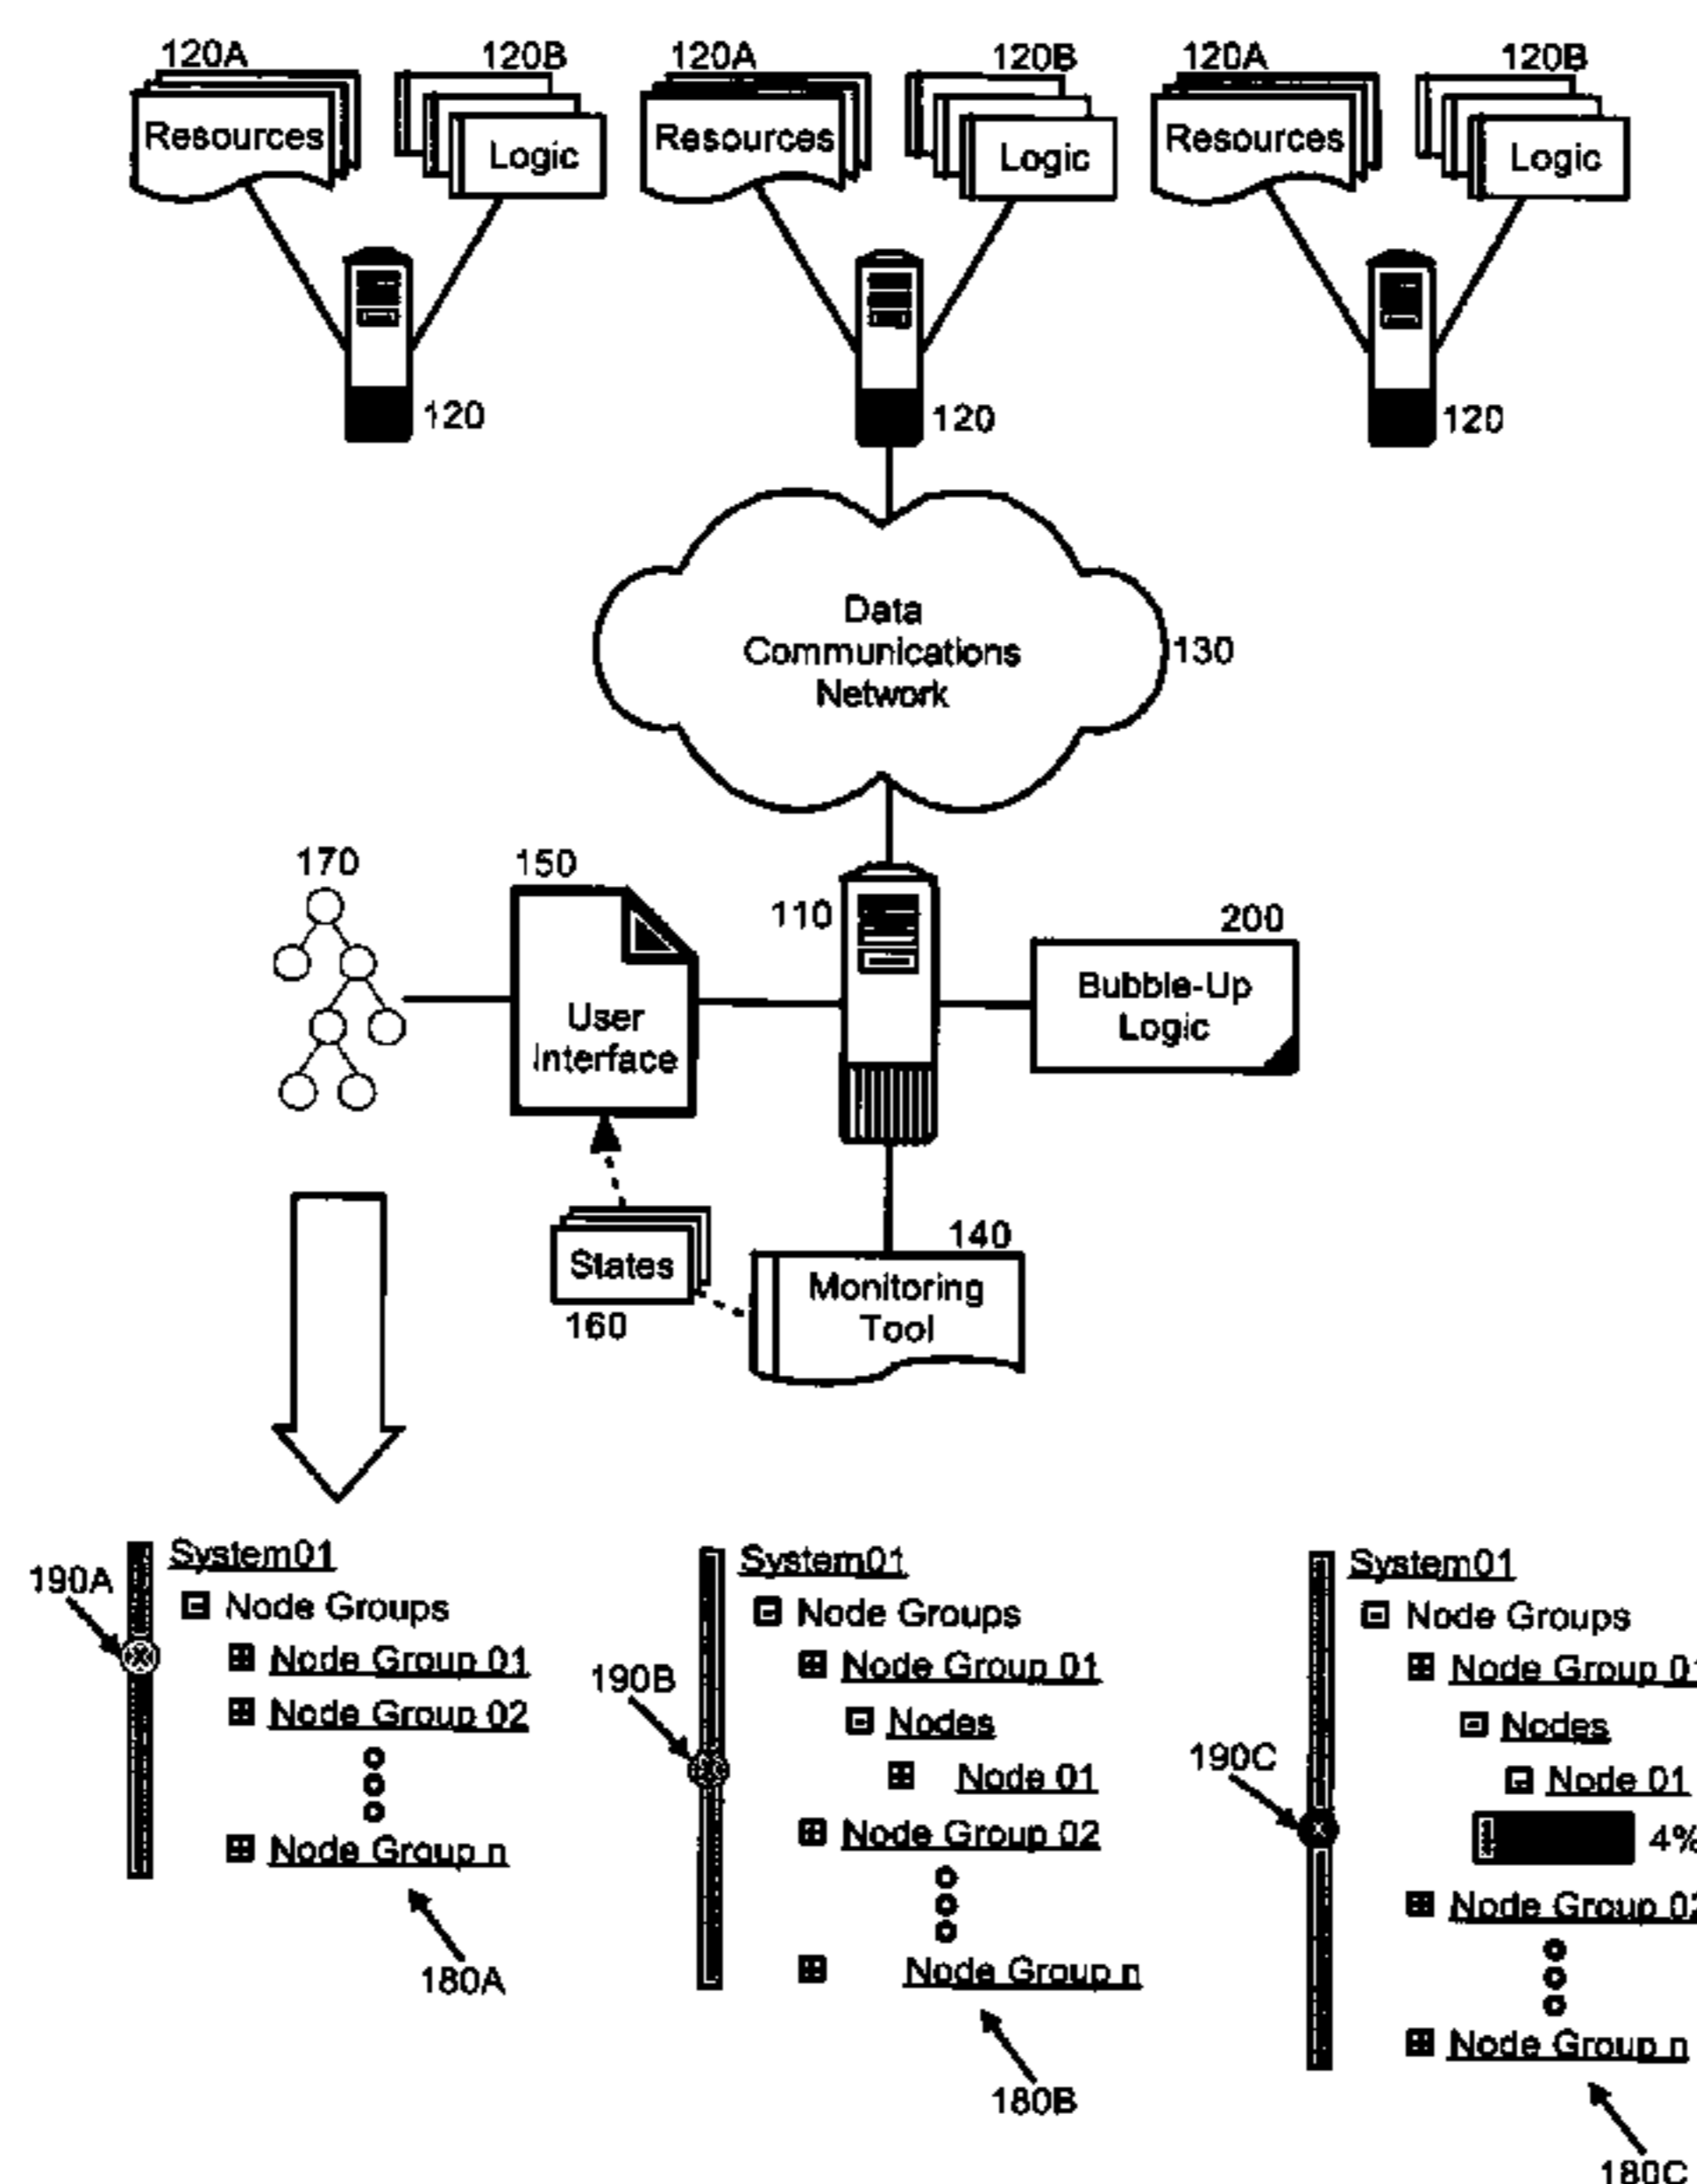 120A 120B 120A 120B 120A 120B
Resources Logic Resources Logic Resources Logic
120 120 120
Data
Communications
Network
130
170 150 110 200
User
Interface
Bubble-Up
Logic
States
160
140
Monitoring
Tool
190A
System01
Node Groups
Node Group 01
Node Group 02
Node Group n
180A
190B
System01
Node Groups
Node Group 01
Nodes
Node 01
Node Group 02
Node Group n
180B
190C
System01
Node Groups
Node Group 01
Nodes
Node 01
4%
Node Group 02
Node Group n
180C